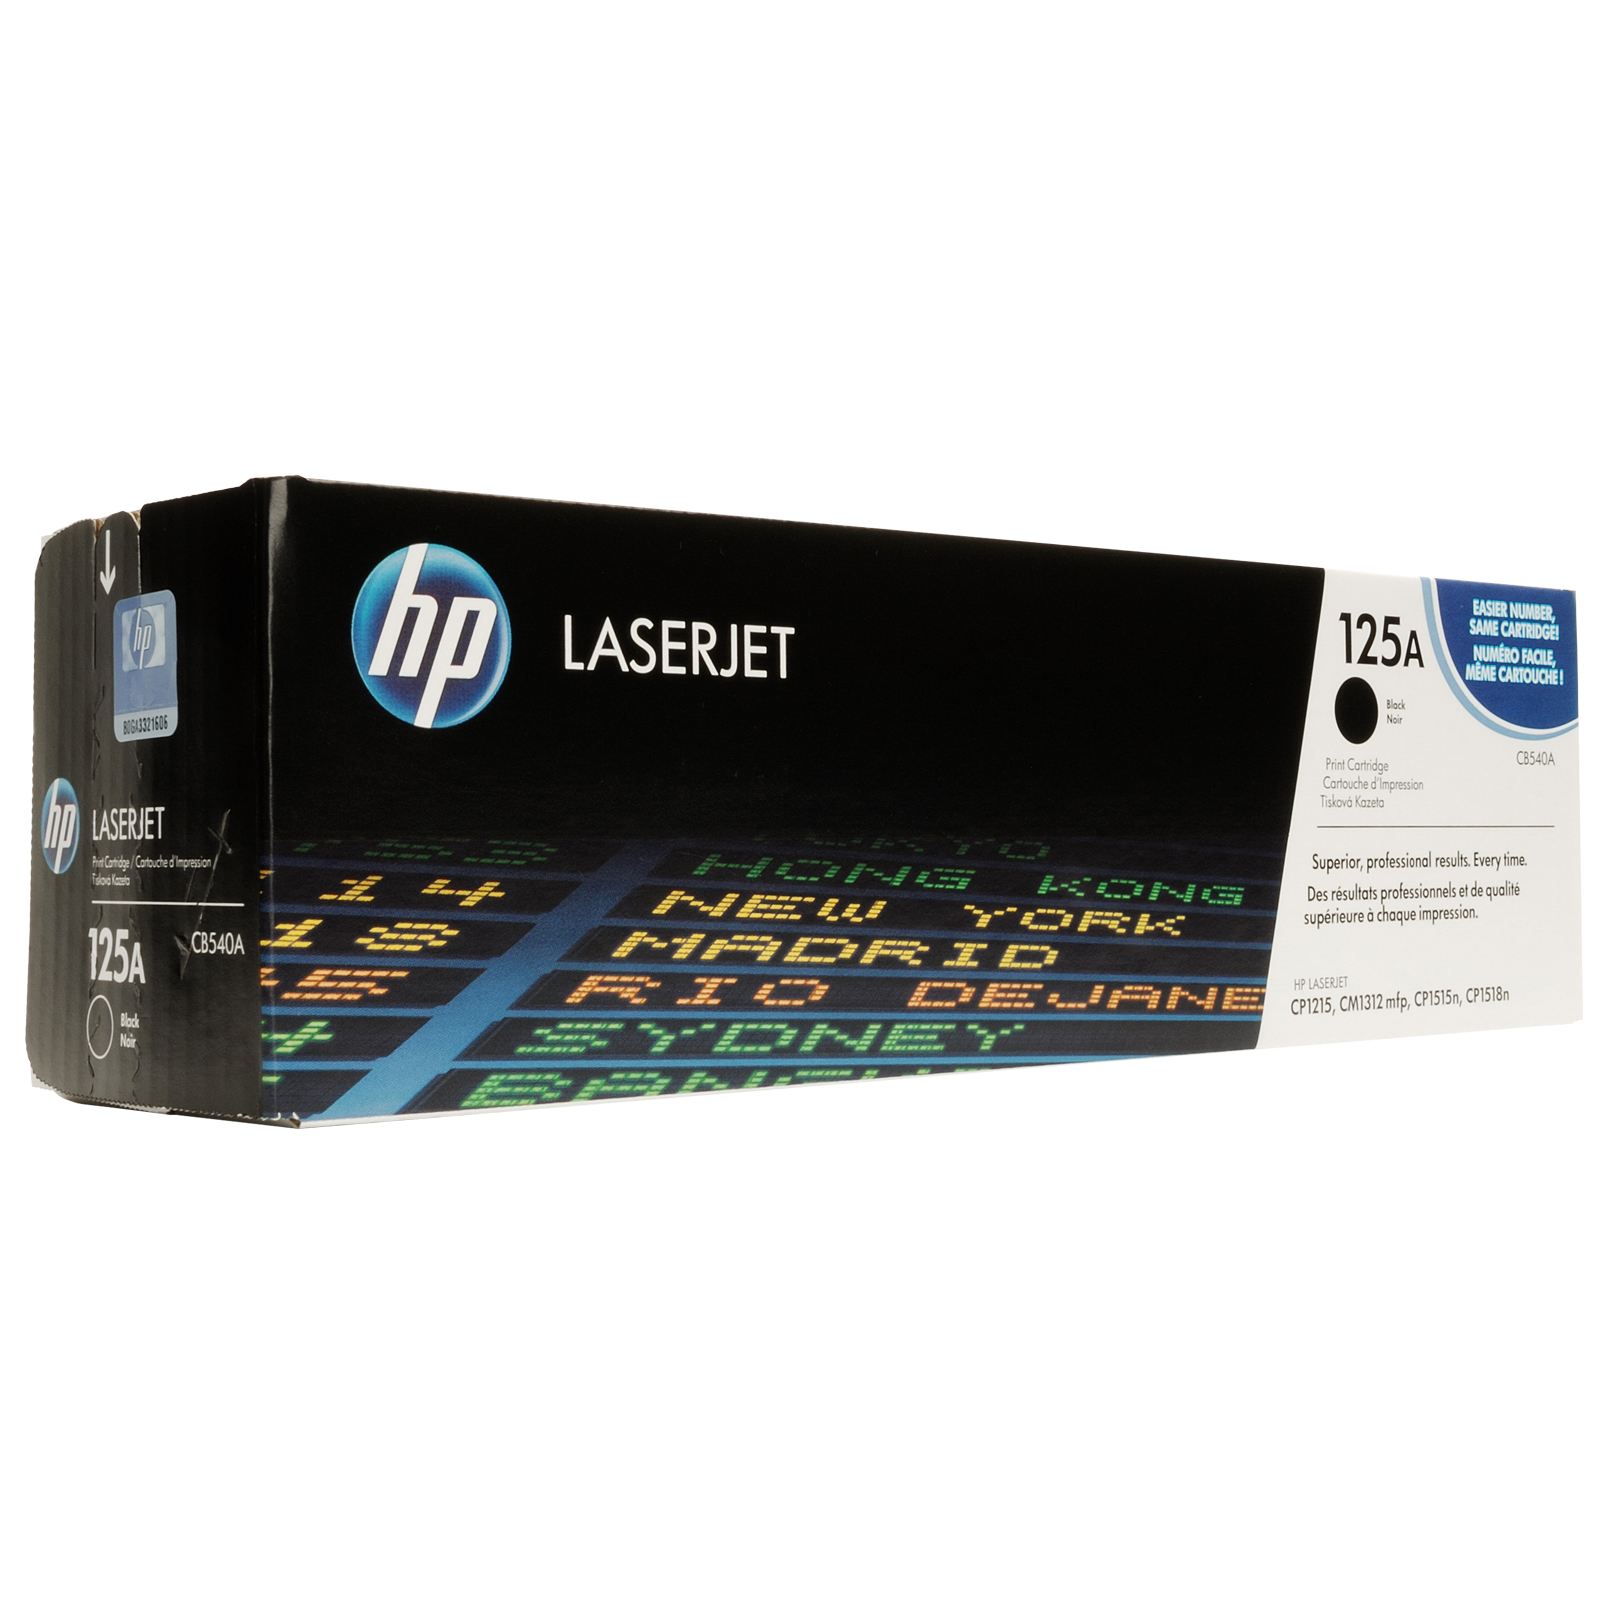 hp
B0GA3321606
hp
LASERJET
Print Cartridge / Cartouche d'Impression
Tisková Kazeta
125A
CB540A
Black
Noir
hp
LASERJET
HONG KONG
14 NEW YORK
MADRID
RIO DEJANE
SYDNEY
125A
EASIER NUMBER,
SAME CARTRIDGE!
NUMÉRO FACILE,
MÊME CARTOUCHE !
Black
Noir
CB540A
Print Cartridge
Cartouche d'Impression
Tisková Kazeta
Superior, professional results. Every time.
Des résultats professionnels et de qualité
supérieure à chaque impression.
HP LASERJET
CP1215, CM1312 mfp, CP1515n, CP1518n